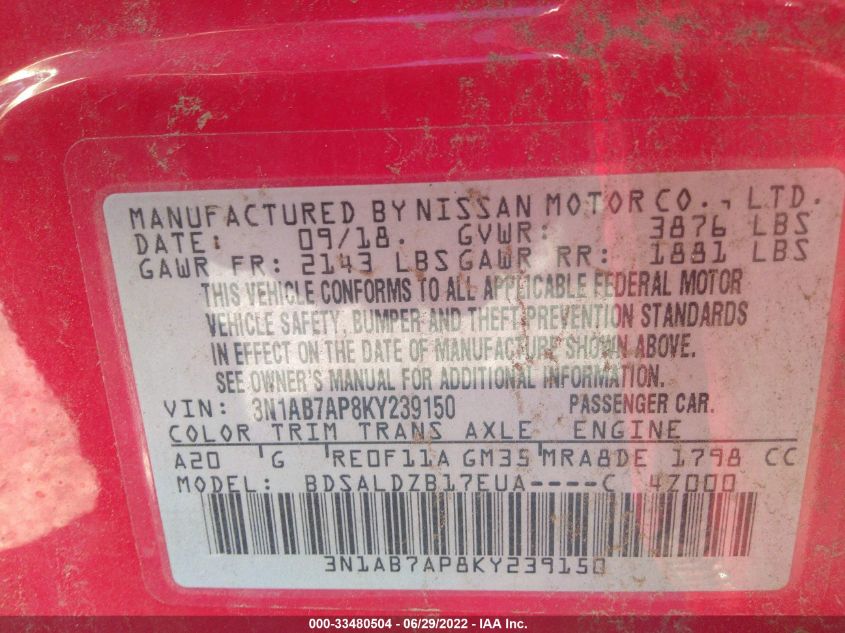 MANUFACTURED BY NISSAN MOTOR CO., LTD.
DATE: 09/18. GVWR: 3876 LBS
GAWR FR: 2143 LBS GAWR RR: 1881 LBS
THIS VEHICLE CONFORMS TO ALL APPLICABLE FEDERAL MOTOR
VEHICLE SAFETY, BUMPER AND THEFT PREVENTION STANDARDS
IN EFFECT ON THE DATE OF MANUFACTURE SHOWN ABOVE.
SEE OWNER'S MANUAL FOR ADDITIONAL INFORMATION.
VIN: 3N1AB7AP8KY239150 PASSENGER CAR.
COLOR TRIM TRANS AXLE ENGINE
A20 G RE0F11A GM35 MRA8DE 1798 CC
MODEL: BDSALDZB17EUA----C 4Z000
3N1AB7AP8KY239150
000-33480504 - 06/29/2022 - IAA Inc.